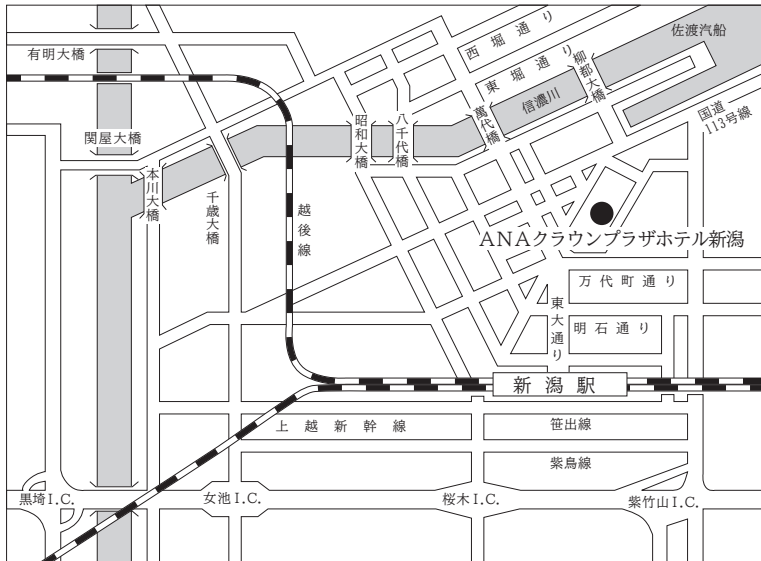 西堀通り
佐渡汽船
有明大橋
東堀通り
柳都大橋
信濃川
国道
113号線
萬代橋
八千代橋
昭和大橋
関屋大橋
本川大橋
千歳大橋
越後線
ANAクラウンプラザホテル新潟
万代町通り
東大通り
明石通り
新潟駅
上越新幹線
笹出線
紫鳥線
黒埼I.C.
女池I.C.
桜木I.C.
紫竹山I.C.